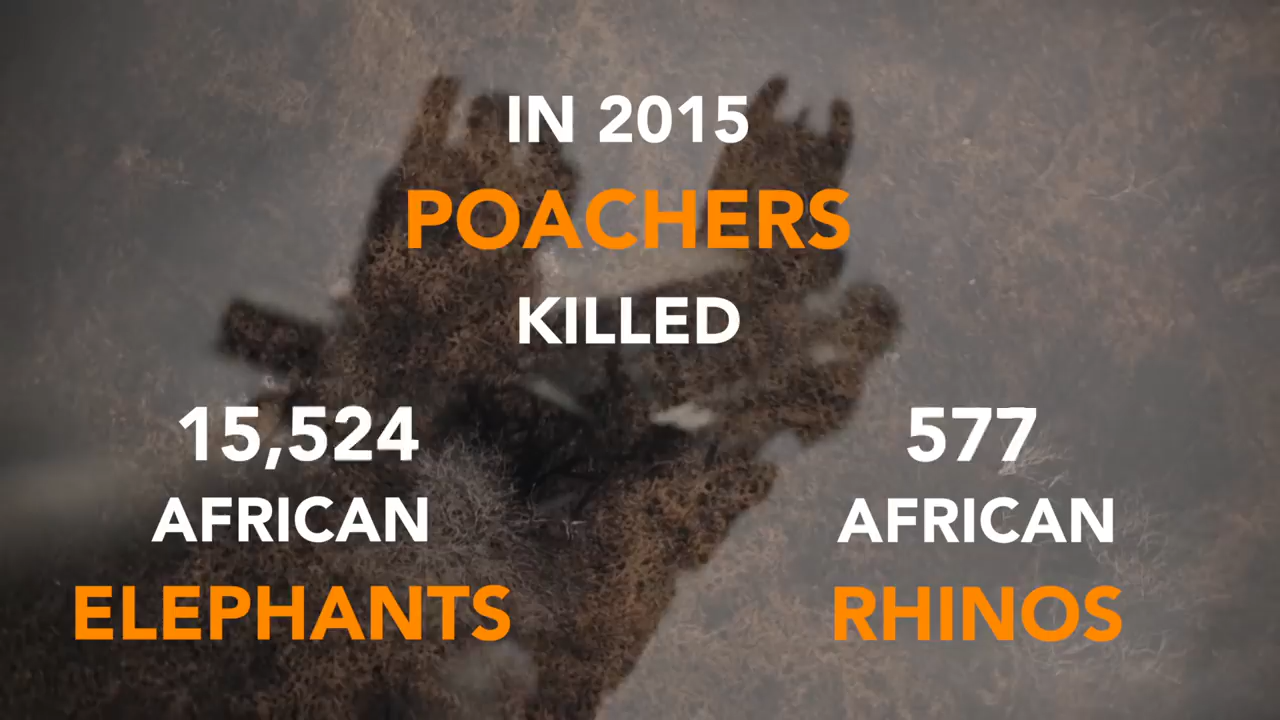 IN 2015
POACHERS
KILLED
15,524
AFRICAN
ELEPHANTS
577
AFRICAN
RHINOS